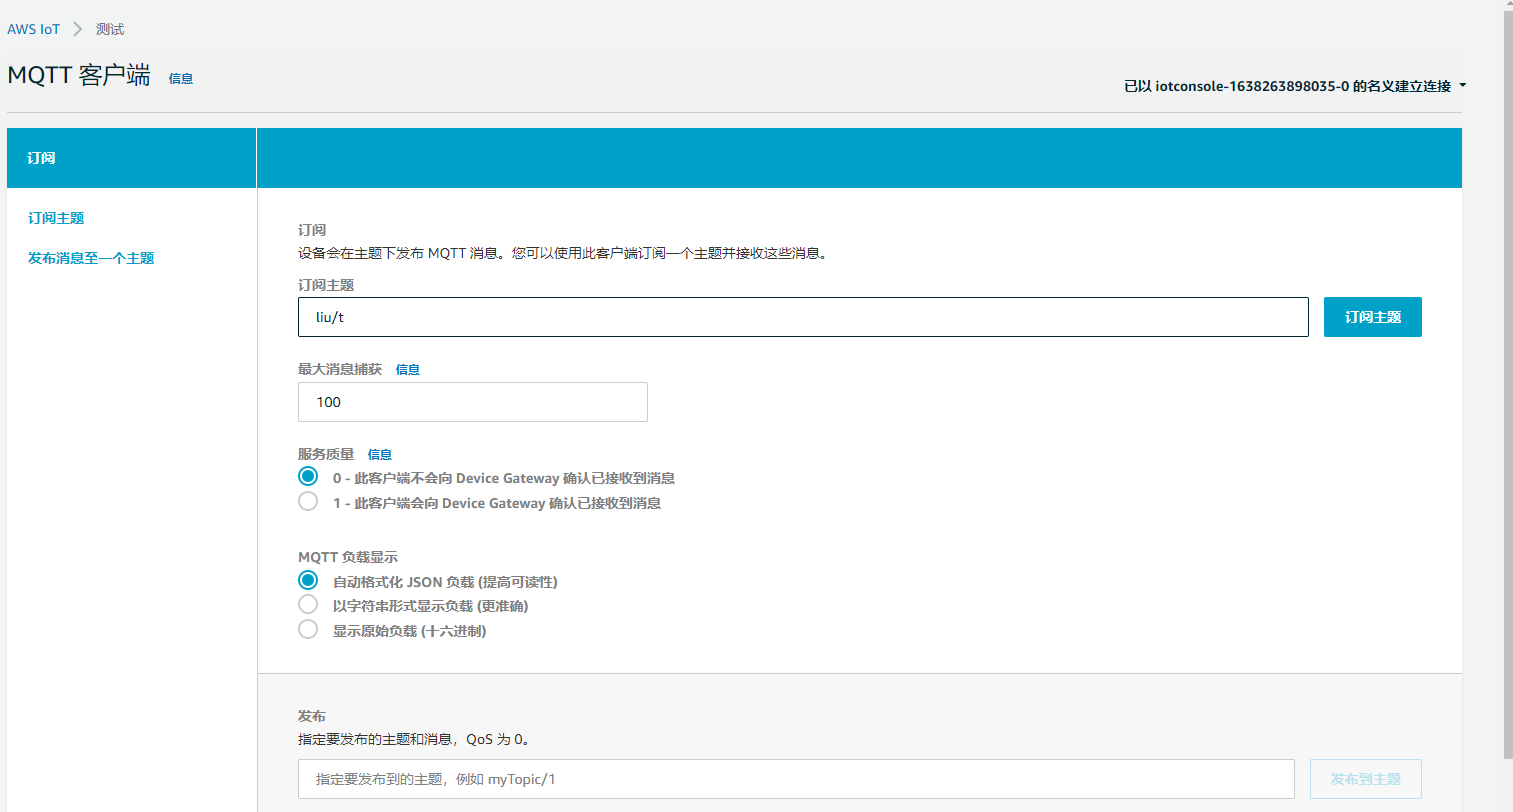 AWS IoT 测试
MQTT 客户端 信息
已以 iotconsole-1638263898035-0 的名义建立连接
订阅
订阅主题
发布消息至一个主题
订阅
设备会在主题下发布 MQTT 消息。您可以使用此客户端订阅一个主题并接收这些消息。
订阅主题
liu/t 订阅主题
最大消息捕获 信息
100
服务质量 信息
0 - 此客户端不会向 Device Gateway 确认已接收到消息
1 - 此客户端会向 Device Gateway 确认已接收到消息
MQTT 负载显示
自动格式化 JSON 负载 (提高可读性)
以字符串形式显示负载 (更准确)
显示原始负载 (十六进制)
发布
指定要发布的主题和消息，QoS 为 0。
指定要发布到的主题，例如 myTopic/1 发布到主题